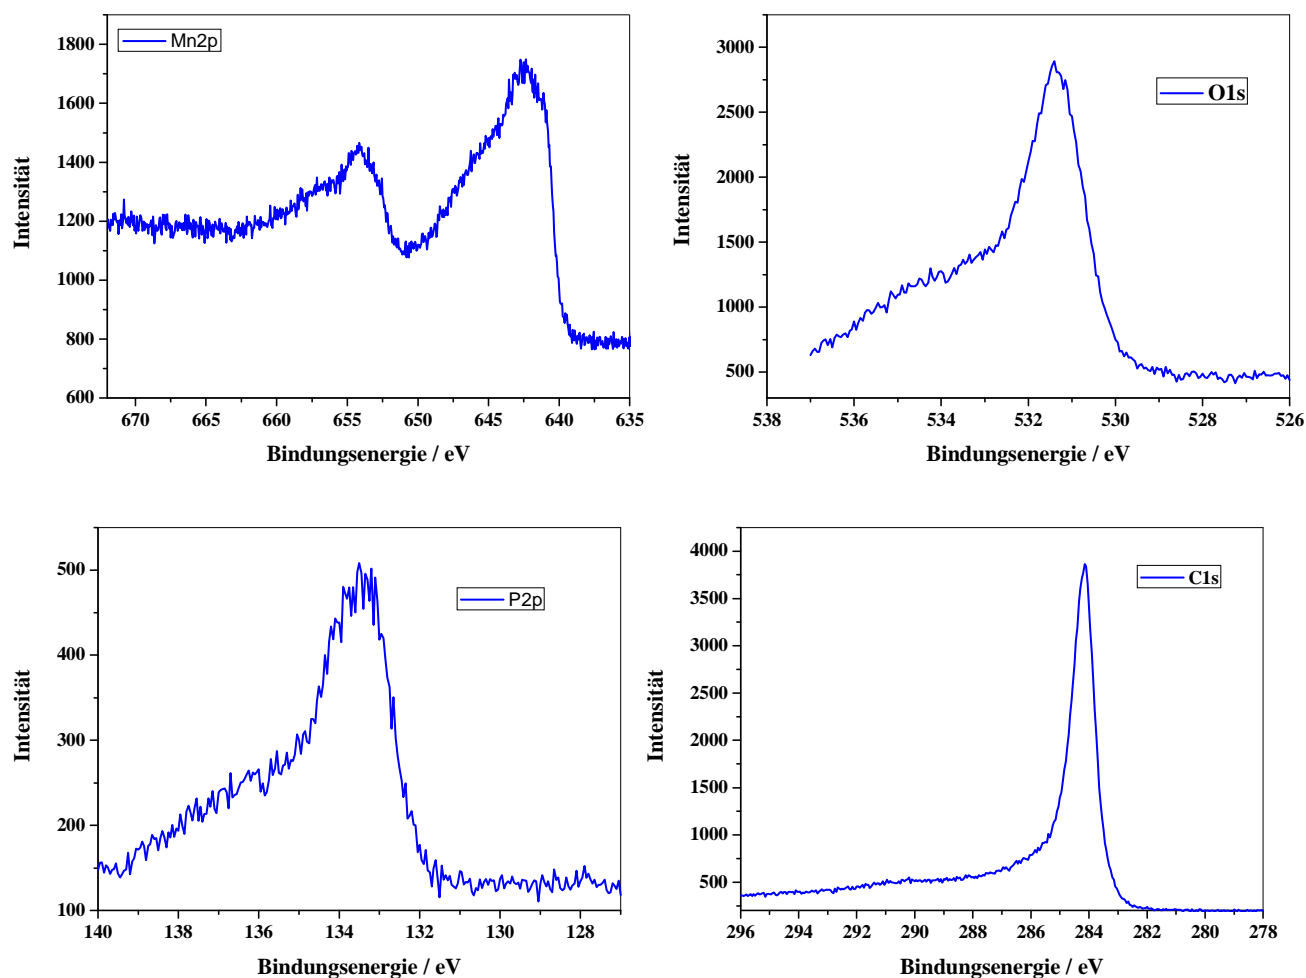 Mn2p
1800
1600
1400
1200
1000
800
600
670 665 660 655 650 645 640 635
Intensität
Bindungsenergie / eV
O1s
3000
2500
2000
1500
1000
500
538 536 534 532 530 528 526
Intensität
Bindungsenergie / eV
P2p
500
400
300
200
100
140 138 136 134 132 130 128
Intensität
Bindungsenergie / eV
C1s
4000
3500
3000
2500
2000
1500
1000
500
296 294 292 290 288 286 284 282 280 278
Intensität
Bindungsenergie / eV